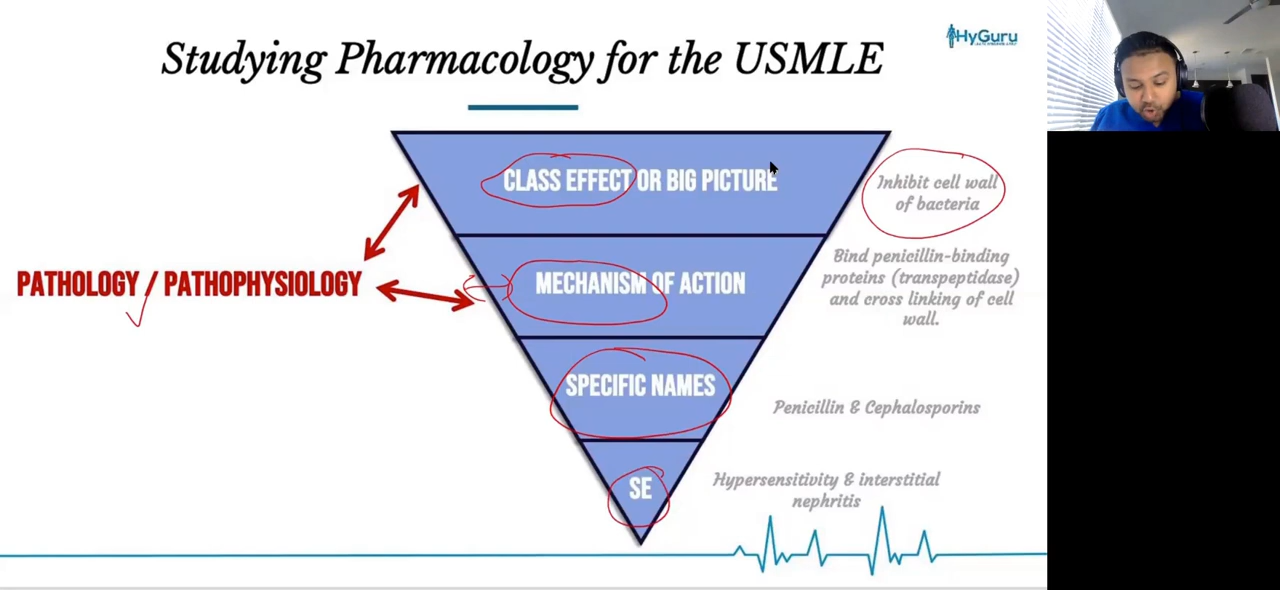 HyGuru
Studying Pharmacology for the USMLE
CLASS EFFECT OR BIG PICTURE
Inhibit cell wall
of bacteria
PATHOLOGY / PATHOPHYSIOLOGY
MECHANISM OF ACTION
Bind penicillin-binding
proteins (transpeptidase)
and cross linking of cell
wall.
SPECIFIC NAMES
Penicillin & Cephalosporins
SE
Hypersensitivity & interstitial
nephritis